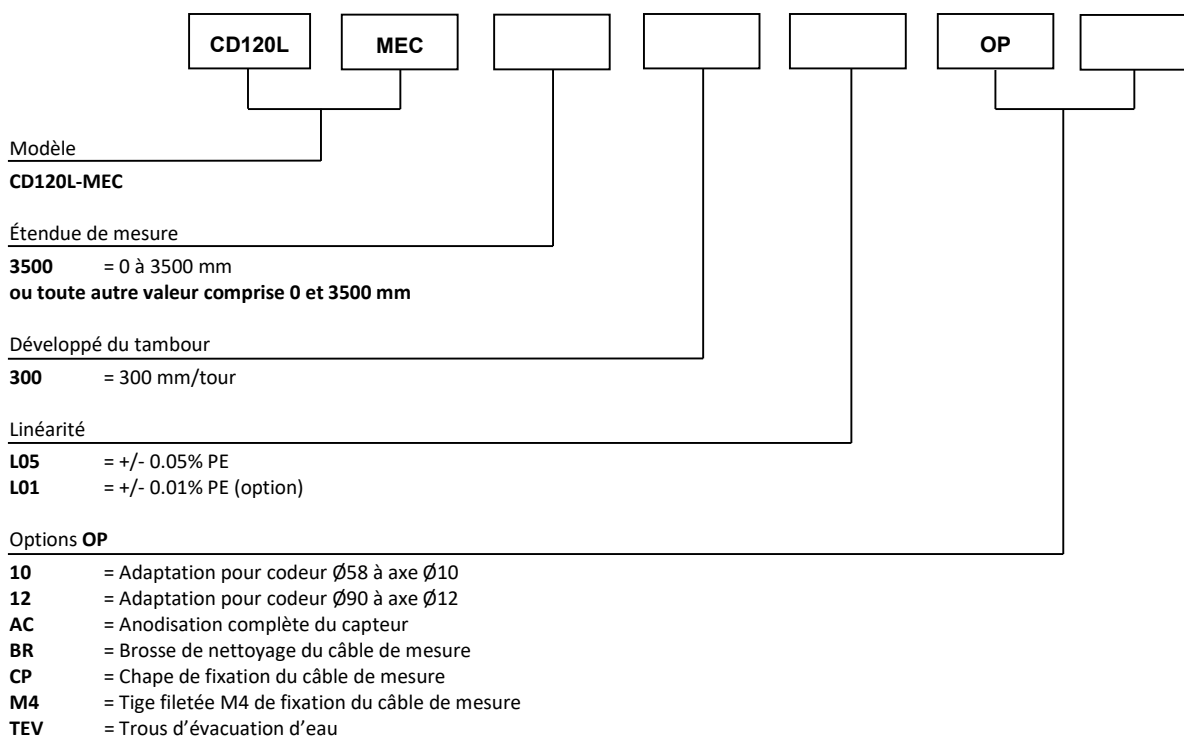 CD120L MEC OP
Modèle
CD120L-MEC
Étendue de mesure
3500 = 0 à 3500 mm
ou toute autre valeur comprise 0 et 3500 mm
Développé du tambour
300 = 300 mm/tour
Linéarité
L05 = +/- 0.05% PE
L01 = +/- 0.01% PE (option)
Options OP
10 = Adaptation pour codeur Ø58 à axe Ø10
12 = Adaptation pour codeur Ø90 à axe Ø12
AC = Anodisation complète du capteur
BR = Brosse de nettoyage du câble de mesure
CP = Chape de fixation du câble de mesure
M4 = Tige filetée M4 de fixation du câble de mesure
TEV = Trous d’évacuation d’eau